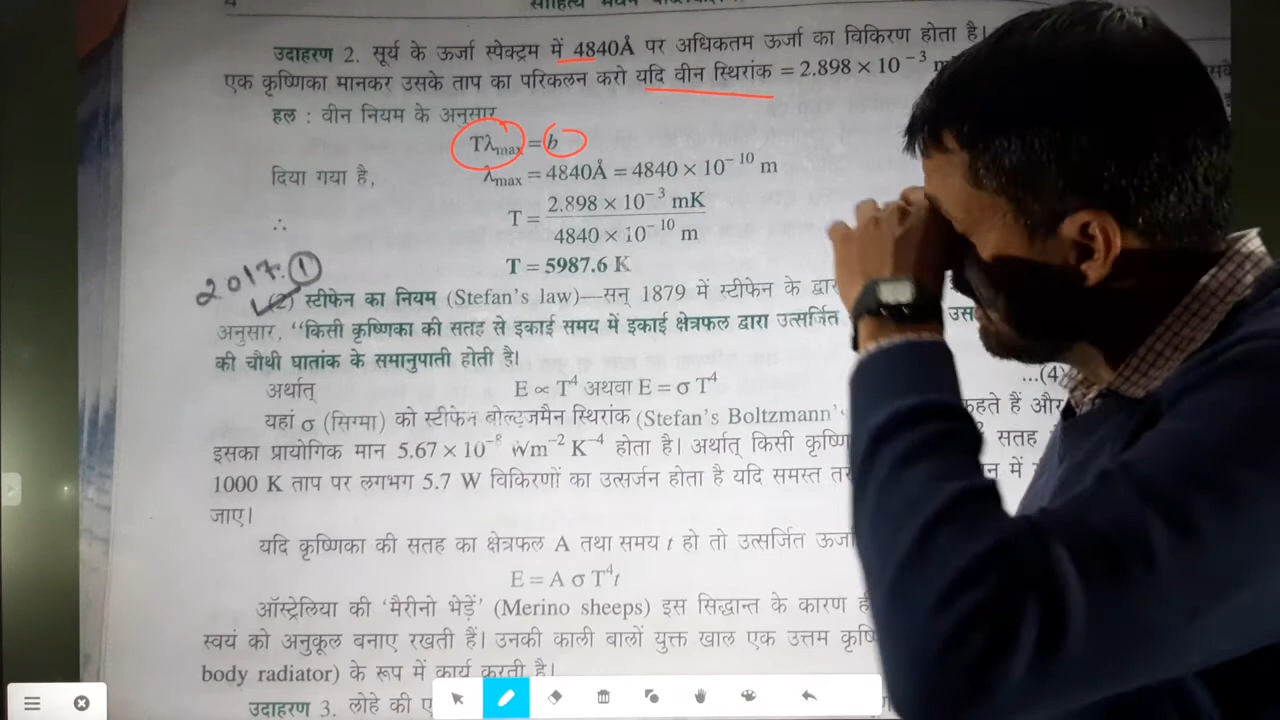 उदाहरण 2. सूर्य के ऊर्जा स्पेक्ट्रम में 4840Å पर अधिकतम ऊर्जा का विकिरण होता है।
एक कृष्णिका मानकर उसके ताप का परिकलन करो यदि वीन स्थिरांक = 2.898 × 10⁻³
हल : वीन नियम के अनुसार
Tλmax = b
दिया गया है, λmax = 4840Å = 4840 × 10⁻¹⁰ m
∴ T = 2.898 × 10⁻³ mK
4840 × 10⁻¹⁰ m
T = 5987.6 K
2017. ①
(2) स्टीफेन का नियम (Stefan's law)—सन् 1879 में स्टीफेन के
अनुसार, "किसी कृष्णिका की सतह से इकाई समय में इकाई क्षेत्रफल द्वारा उत्सर्जित
की चौथी घातांक के समानुपाती होती है।
अर्थात् E ∝ T⁴ अथवा E = σ T⁴ ...(4)
यहां σ (सिग्मा) को स्टीफेन बोल्ट्जमैन स्थिरांक (Stefan's Boltzmann' कहते हैं और
इसका प्रायोगिक मान 5.67 × 10⁻⁸ Wm⁻² K⁻⁴ होता है। अर्थात् किसी सतह
1000 K ताप पर लगभग 5.7 W विकिरणों का उत्सर्जन होता है यदि समस्त में
जाए।
यदि कृष्णिका की सतह का क्षेत्रफल A तथा समय t हो तो उत्सर्जित
E = A σ T⁴t
ऑस्ट्रेलिया की 'मैरीनो भेड़ें' (Merino sheeps) इस सिद्धान्त के कारण
स्वयं को अनुकूल बनाए रखती हैं। उनकी काली बालों युक्त खाल एक उत्तम
body radiator) के रूप में कार्य करती है।
उदाहरण 3. लोहे की